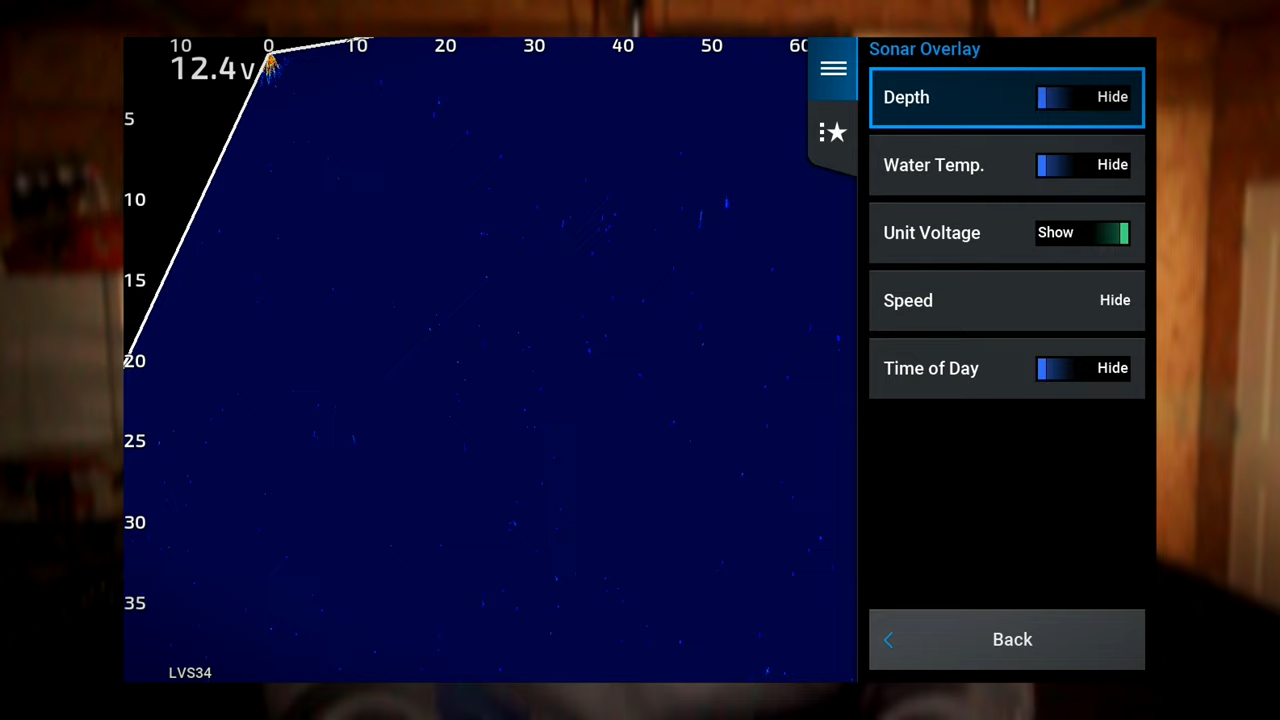 10 0 10 20 30 40 50 60
12.4v
5
10
15
20
25
30
35
LVS34
Sonar Overlay
Depth Hide
Water Temp. Hide
Unit Voltage Show
Speed Hide
Time of Day Hide
Back